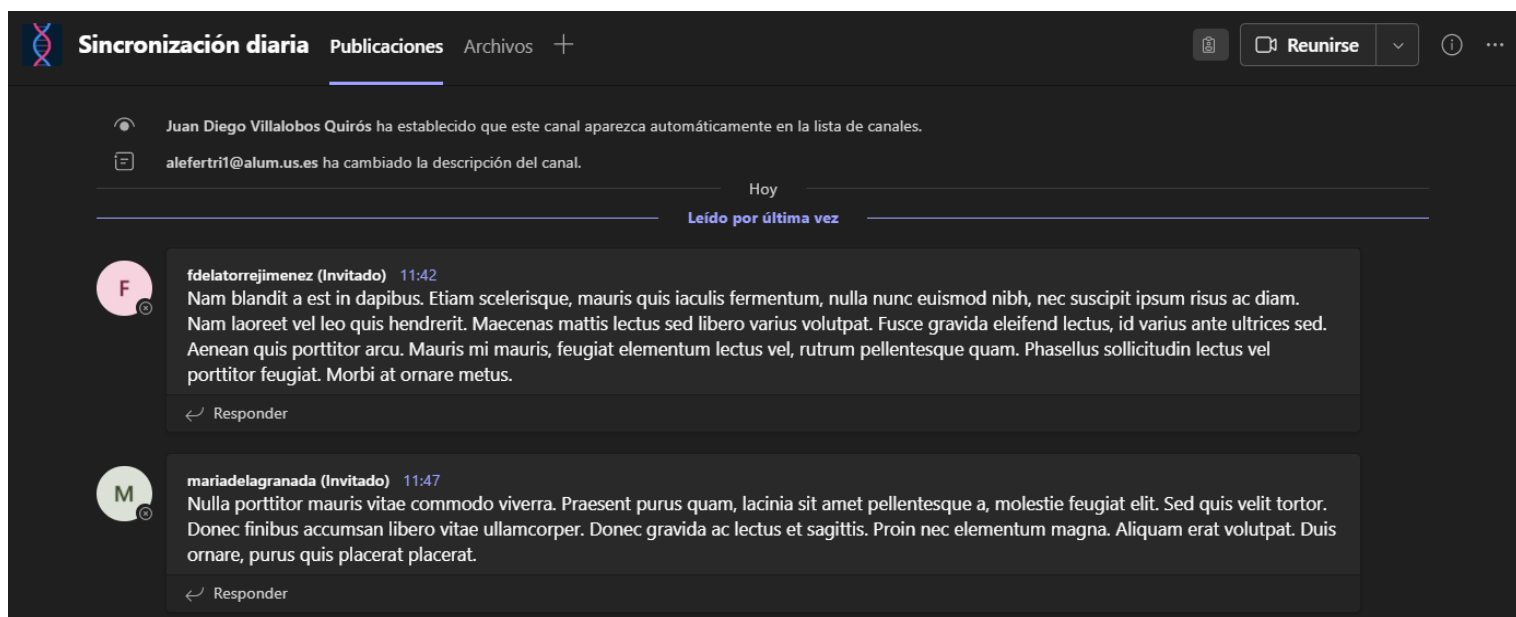 Sincronización diaria Publicaciones Archivos Reunirse
Juan Diego Villalobos Quirós ha establecido que este canal aparezca automáticamente en la lista de canales.
alefertri1@alum.us.es ha cambiado la descripción del canal.
Hoy
Leído por última vez
F
fdelatorrejimenez (Invitado) 11:42
Nam blandit a est in dapibus. Etiam scelerisque, mauris quis iaculis fermentum, nulla nunc euismod nibh, nec suscipit ipsum risus ac diam.
Nam laoreet vel leo quis hendrerit. Maecenas mattis lectus sed libero varius volutpat. Fusce gravida eleifend lectus, id varius ante ultrices sed.
Aenean quis porttitor arcu. Mauris mi mauris, feugiat elementum lectus vel, rutrum pellentesque quam. Phasellus sollicitudin lectus vel
porttitor feugiat. Morbi at ornare metus.
Responder
M
mariadelagranada (Invitado) 11:47
Nulla porttitor mauris vitae commodo viverra. Praesent purus quam, lacinia sit amet pellentesque a, molestie feugiat elit. Sed quis velit tortor.
Donec finibus accumsan libero vitae ullamcorper. Donec gravida ac lectus et sagittis. Proin nec elementum magna. Aliquam erat volutpat. Duis
ornare, purus quis placerat placerat.
Responder